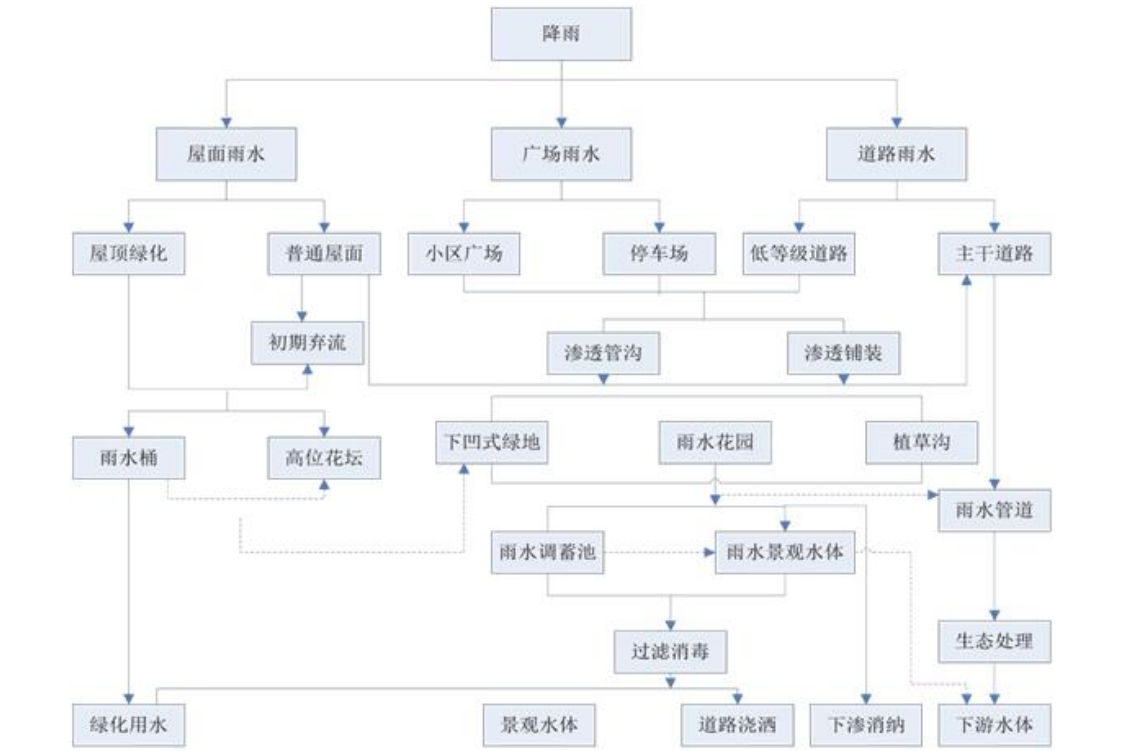 降雨
屋面雨水
广场雨水
道路雨水
屋顶绿化
普通屋面
小区广场
停车场
低等级道路
主干道路
初期弃流
渗透管沟
渗透铺装
雨水桶
高位花坛
下凹式绿地
雨水花园
植草沟
雨水管道
雨水调蓄池
雨水景观水体
过滤消毒
生态处理
绿化用水
景观水体
道路浇洒
下渗消纳
下游水体